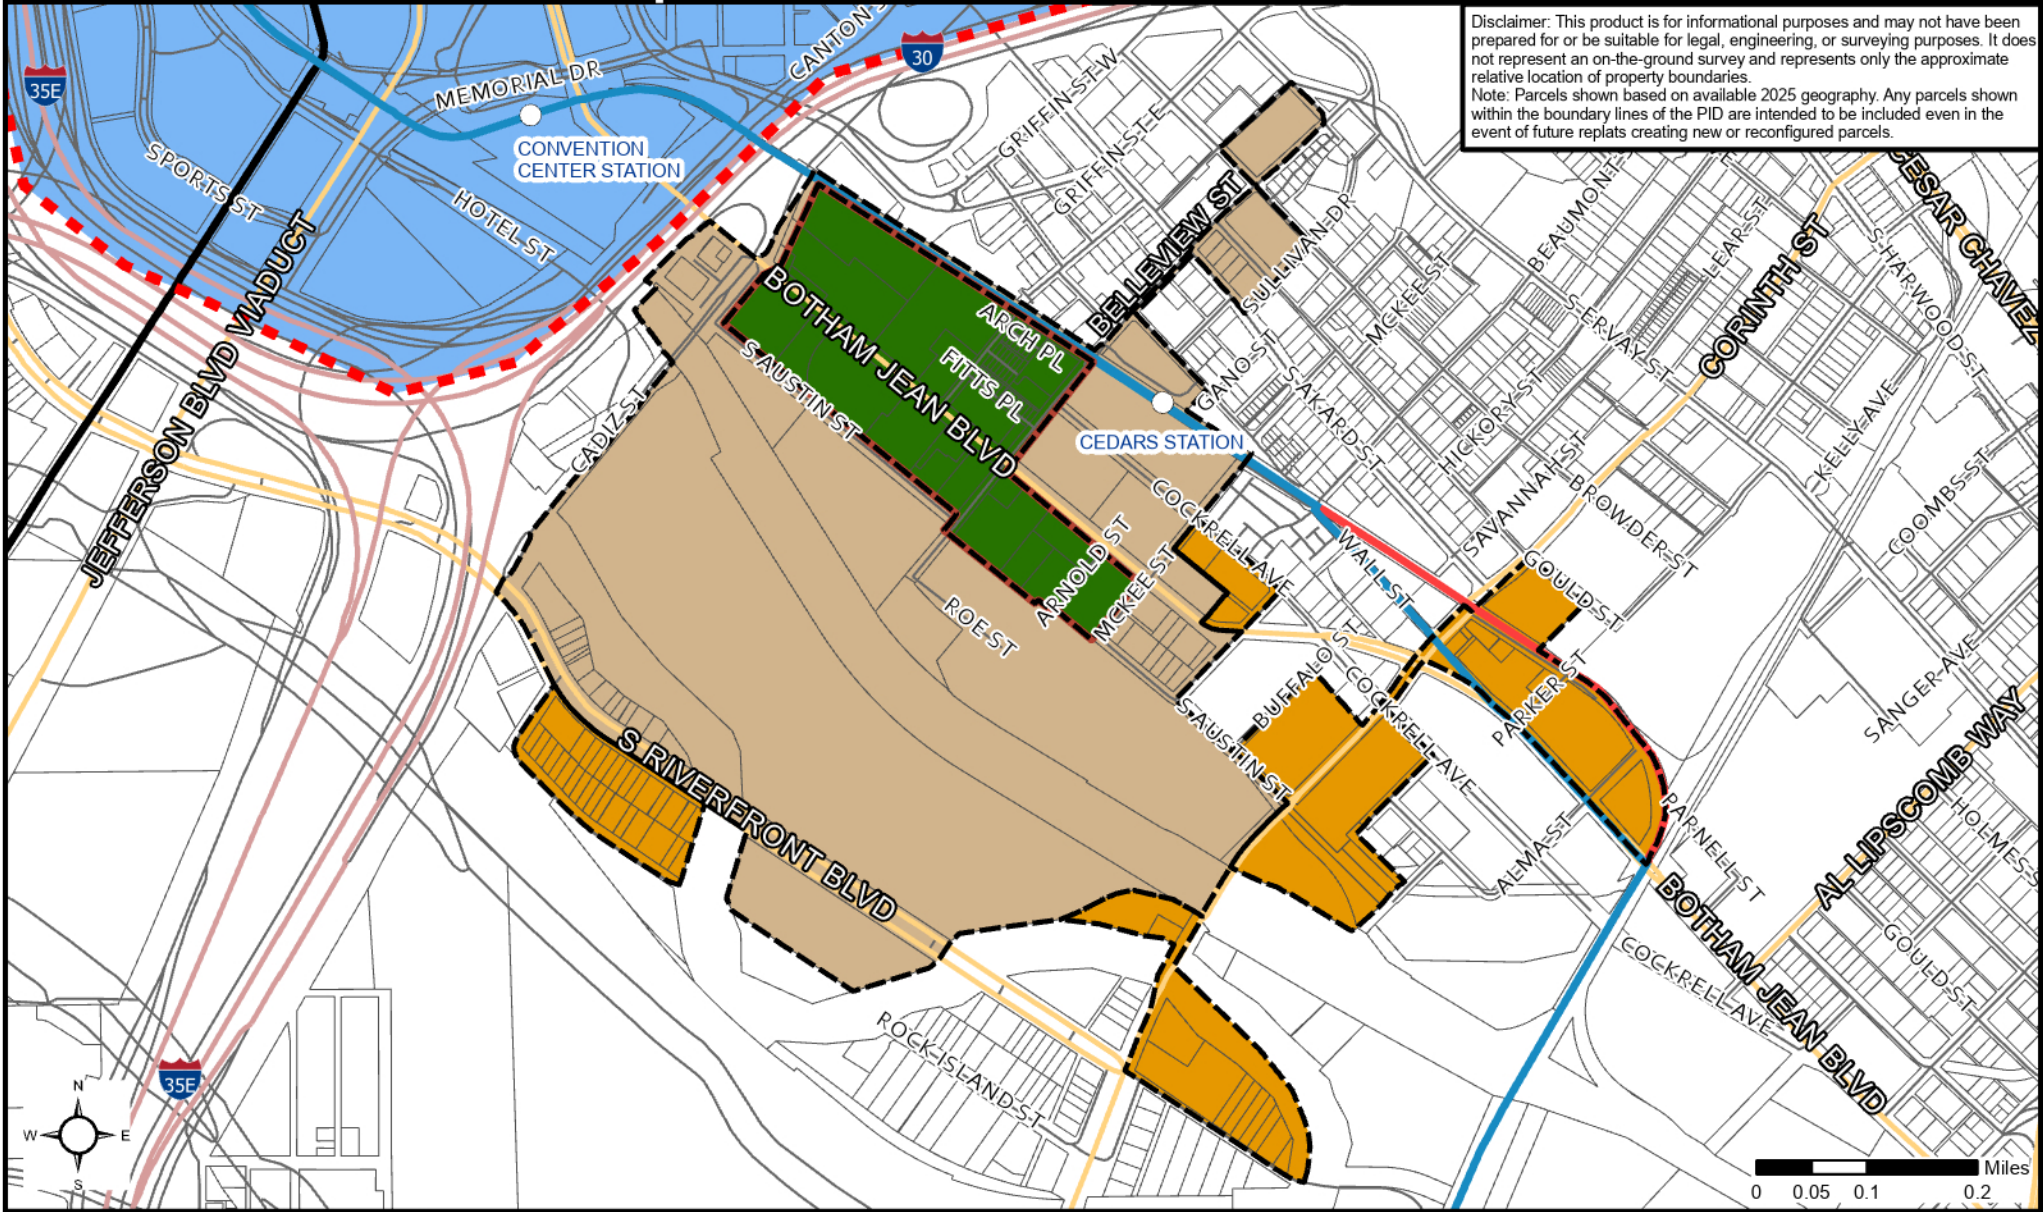 Disclaimer: This product is for informational purposes and may not have been
prepared for or be suitable for legal, engineering, or surveying purposes. It does
not represent an on-the-ground survey and represents only the approximate
relative location of property boundaries.
Note: Parcels shown based on available 2025 geography. Any parcels shown
within the boundary lines of the PID are intended to be included even in the
event of future replats creating new or reconfigured parcels.
35E
30
MEMORIAL DR
CONVENTION
CENTER STATION
SPORTS ST
HOTEL ST
GRIFFIN ST W
GRIFFIN ST E
JEFFERSON BLVD VIADUCT
BELLEVIEW ST
SULLIVAN DR
MCKEE ST
LEAR ST
CORINTH ST
CESAR CHAVEZ
S HARWOOD ST
S ERVAY ST
BOTHAM JEAN BLVD
ARCH PL
FITTS PL
S AUSTIN ST
CADIZ ST
GANO ST
S AKARD ST
HICKORY ST
KELLY AVE
CEDARS STATION
COCKRELL AVE
SAVANNAH ST
BROWDER ST
COOMBS ST
WALL ST
GOULD ST
ARNOLD ST
MCKEE ST
ROE ST
BUFFALO ST
COCKRELL AVE
PARKER ST
SANGER AVE
AL LIPSCOMB WAY
S AUSTIN ST
S RIVERFRONT BLVD
ALMA ST
PARNELL ST
BOTHAM JEAN BLVD
COCKRELL AVE
GOULD ST
ROCK ISLAND ST
35E
N
W
E
S
Miles
0
0.05
0.1
0.2